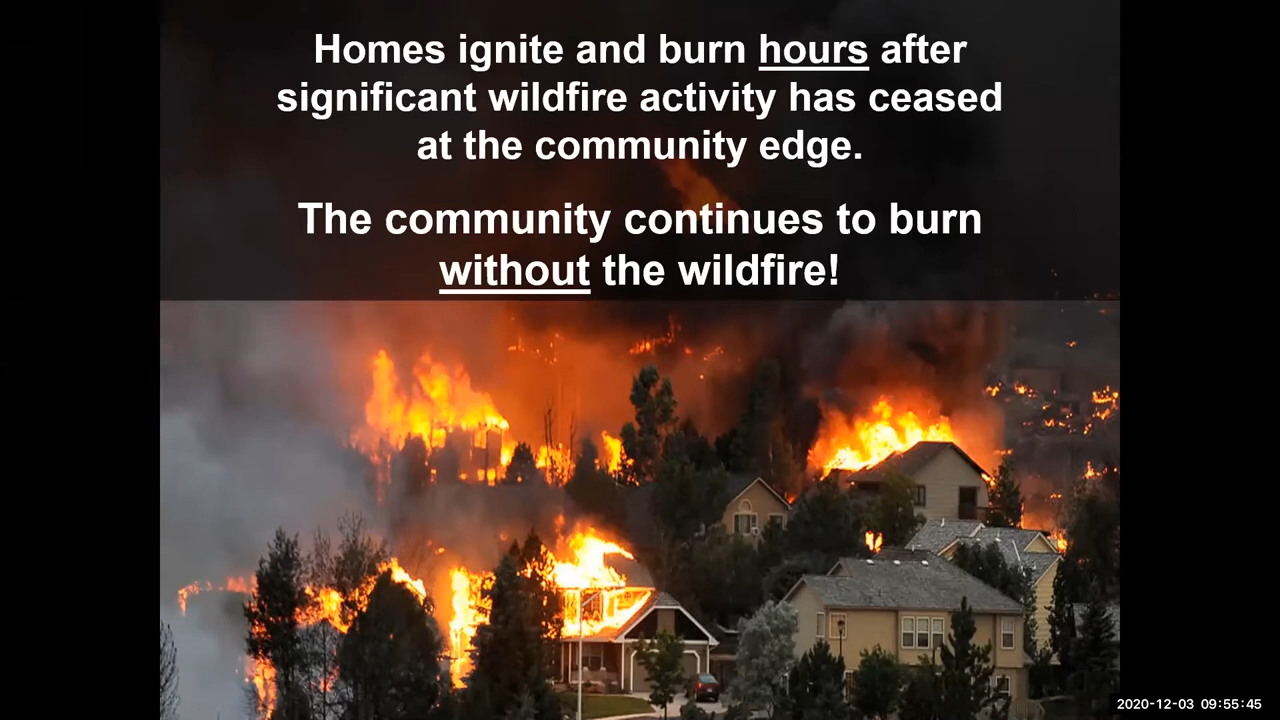 Homes ignite and burn hours after
significant wildfire activity has ceased
at the community edge.
The community continues to burn
without the wildfire!
2020-12-03 09:55:45